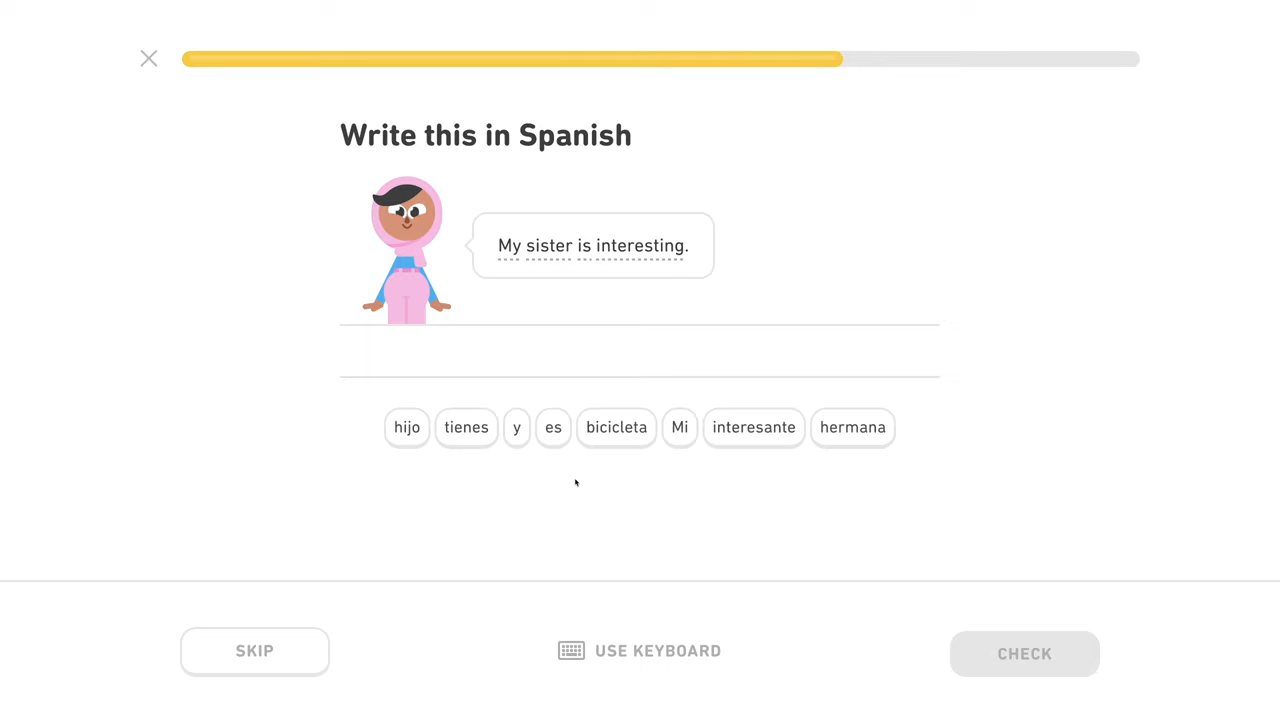 Write this in Spanish
My sister is interesting.
hijo tienes y es bicicleta Mi interesante hermana
SKIP USE KEYBOARD CHECK